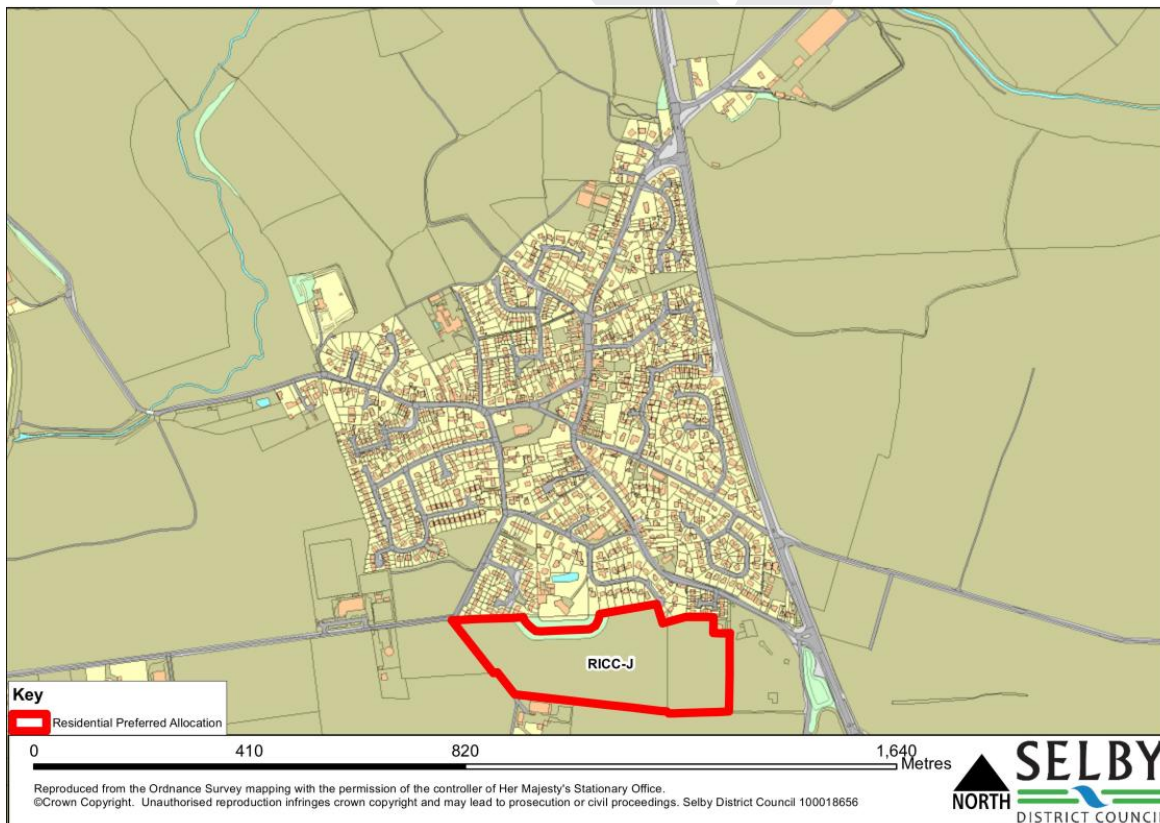 RICC-J
Key
Residential Preferred Allocation
0 410 820 1,640
Metres
Reproduced from the Ordnance Survey mapping with the permission of the controller of Her Majesty's Stationary Office.
©Crown Copyright. Unauthorised reproduction infringes crown copyright and may lead to prosecution or civil proceedings. Selby District Council 100018656
NORTH
SELBY
DISTRICT COUNCIL